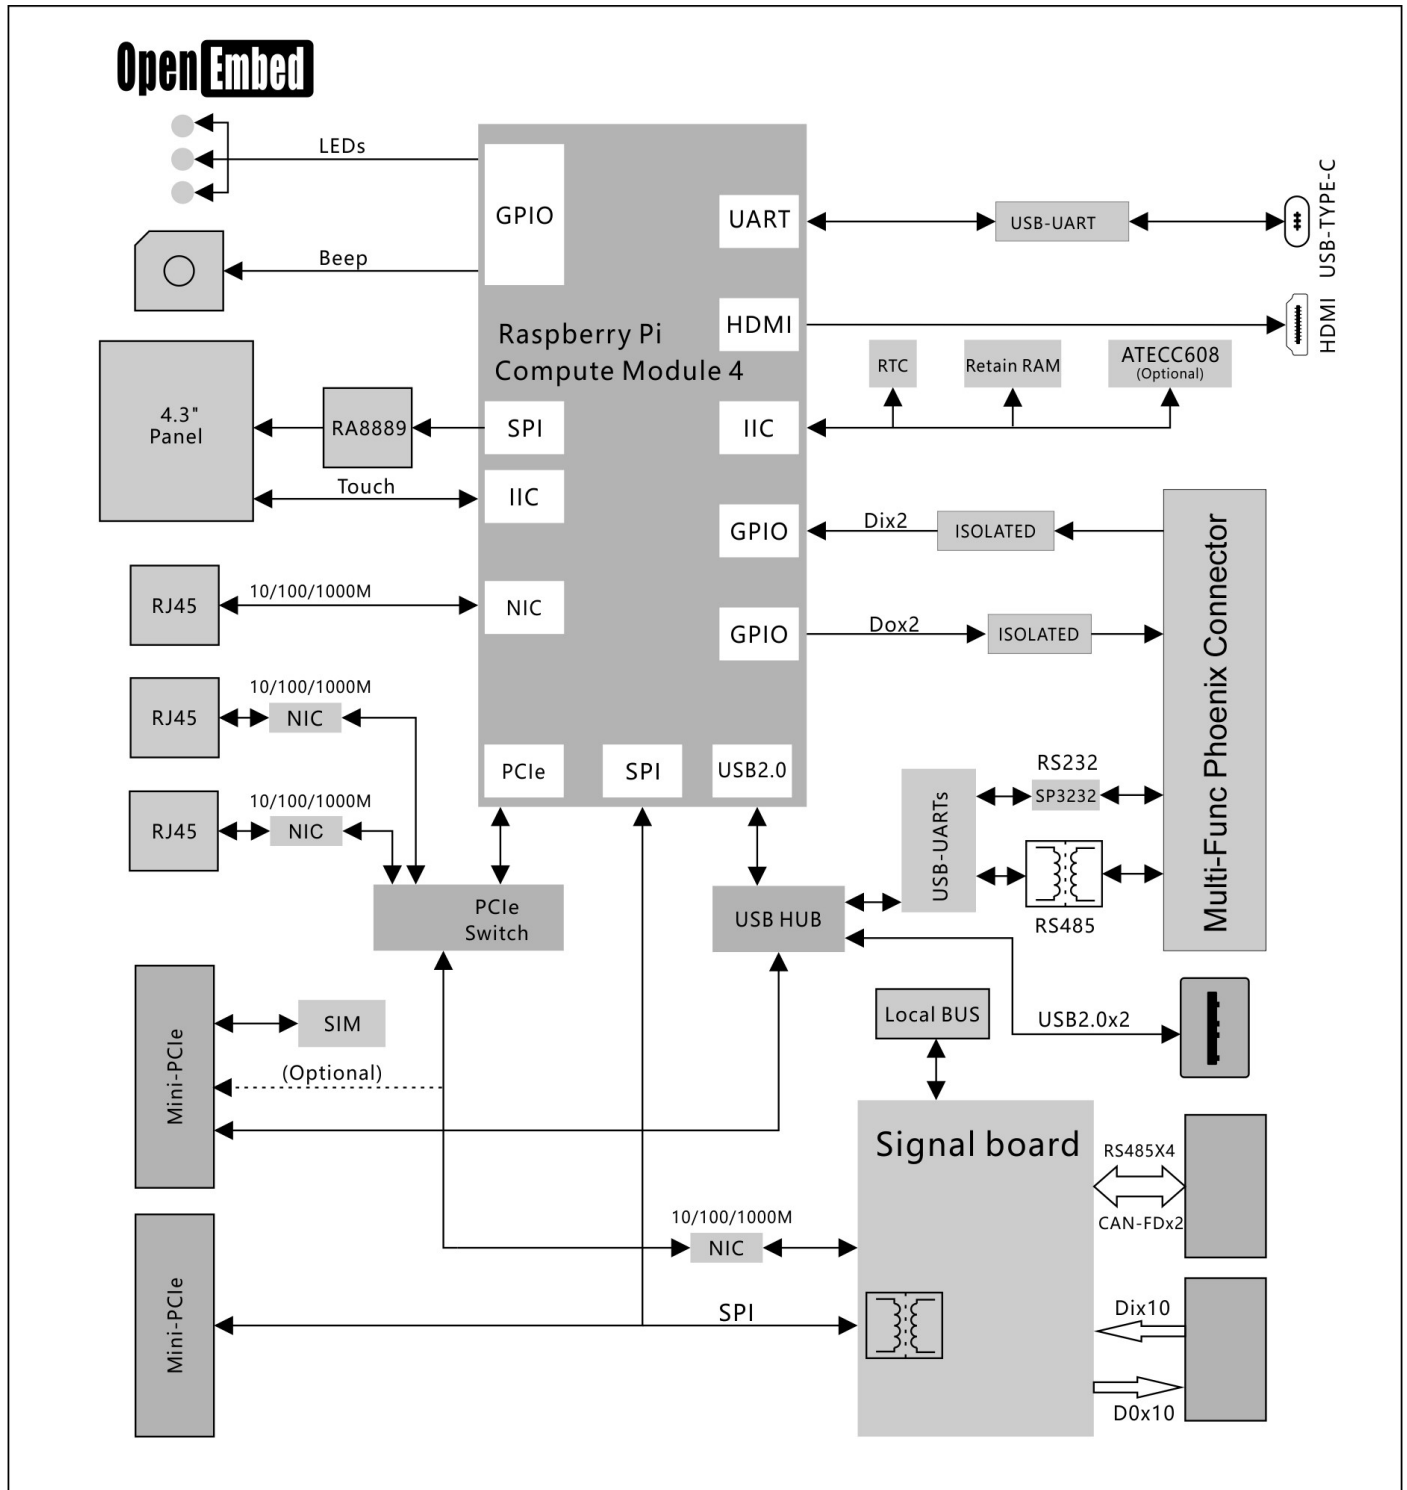 Open Embed
LEDs
GPIO
Beep
UART
USB-UART
USB-TYPE-C
HDMI
HDMI
Raspberry Pi
Compute Module 4
RTC
Retain RAM
ATECC608
(Optional)
4.3"
Panel
RA8889
SPI
IIC
Touch
IIC
GPIO
Dix2
ISOLATED
Multi-Func Phoenix Connector
RJ45
10/100/1000M
NIC
GPIO
Dox2
ISOLATED
RJ45
10/100/1000M
NIC
PCIe
SPI
USB2.0
RJ45
10/100/1000M
NIC
USB-UARTs
RS232
SP3232
RS485
PCIe
Switch
USB HUB
Mini-PCIe
SIM
(Optional)
Local BUS
USB2.0x2
Signal board
RS485X4
CAN-FDx2
10/100/1000M
NIC
Mini-PCIe
SPI
Dix10
D0x10